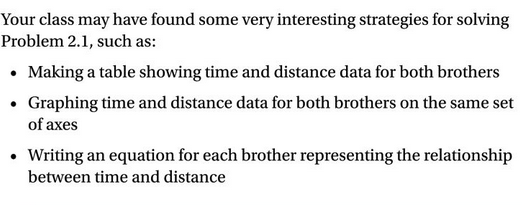 Your class may have found some very interesting strategies for solving
Problem 2.1, such as:
• Making a table showing time and distance data for both brothers
• Graphing time and distance data for both brothers on the same set
of axes
• Writing an equation for each brother representing the relationship
between time and distance